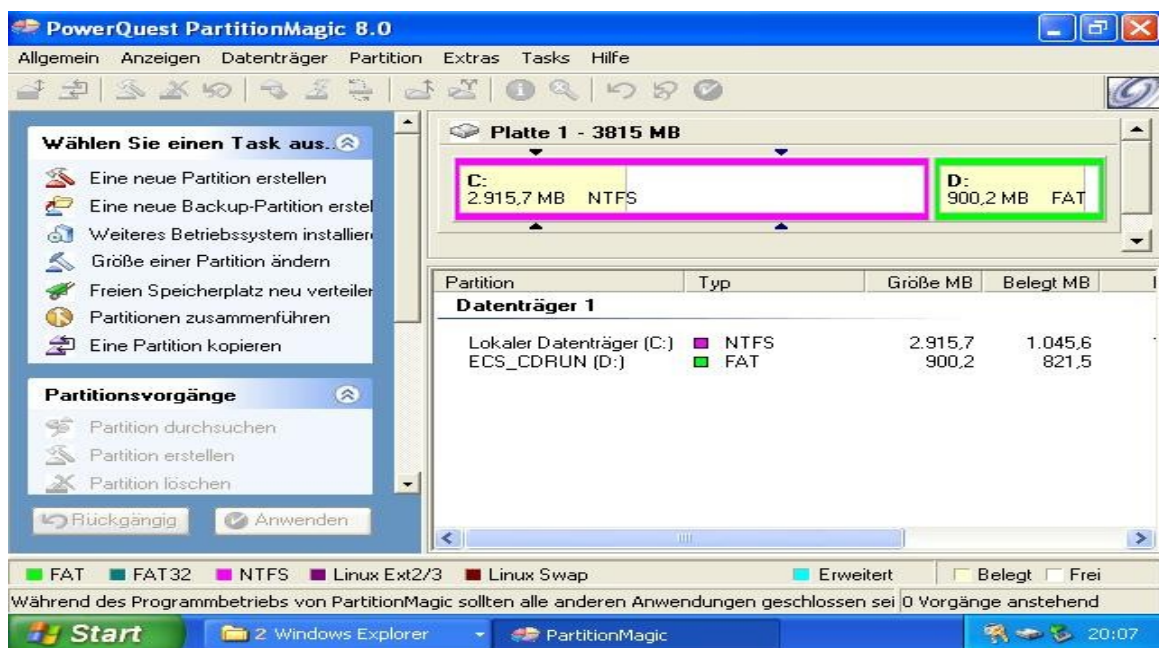 PowerQuest PartitionMagic 8.0
Allgemein Anzeigen Datenträger Partition Extras Tasks Hilfe
Wählen Sie einen Task aus..
Eine neue Partition erstellen
Eine neue Backup-Partition erstel
Weiteres Betriebssystem installier
Größe einer Partition ändern
Freien Speicherplatz neu verteiler
Partitionen zusammenführen
Eine Partition kopieren
Partitionsvorgänge
Partition durchsuchen
Partition erstellen
Partition löschen
Rückgängig Anwenden
Platte 1 - 3815 MB
C:
2.915,7 MB NTFS
D:
900,2 MB FAT
Partition Typ Größe MB Belegt MB
Datenträger 1
Lokaler Datenträger (C:) NTFS 2.915,7 1.045,6
ECS_CDRUN (D:) FAT 900,2 821,5
FAT FAT32 NTFS Linux Ext2/3 Linux Swap Erweitert Belegt Frei
Während des Programmbetriebs von PartitionMagic sollten alle anderen Anwendungen geschlossen sei 0 Vorgänge anstehend
Start 2 Windows Explorer PartitionMagic 20:07